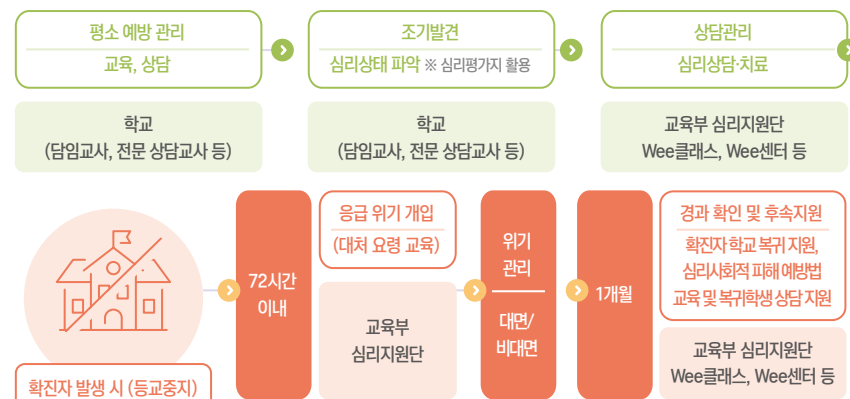 평소 예방 관리
교육, 상담
조기발견
심리상태 파악 ※ 심리평가지 활용
상담관리
심리상담·치료
학교
(담임교사, 전문 상담교사 등)
학교
(담임교사, 전문 상담교사 등)
교육부 심리지원단
Wee클래스, Wee센터 등
확진자 발생 시 (등교중지)
72시간
이내
응급 위기 개입
(대처 요령 교육)
교육부
심리지원단
위기
관리
대면/
비대면
1개월
경과 확인 및 후속지원
확진자 학교 복귀 지원,
심리사회적 피해 예방법
교육 및 복귀학생 상담 지원
교육부 심리지원단
Wee클래스, Wee센터 등